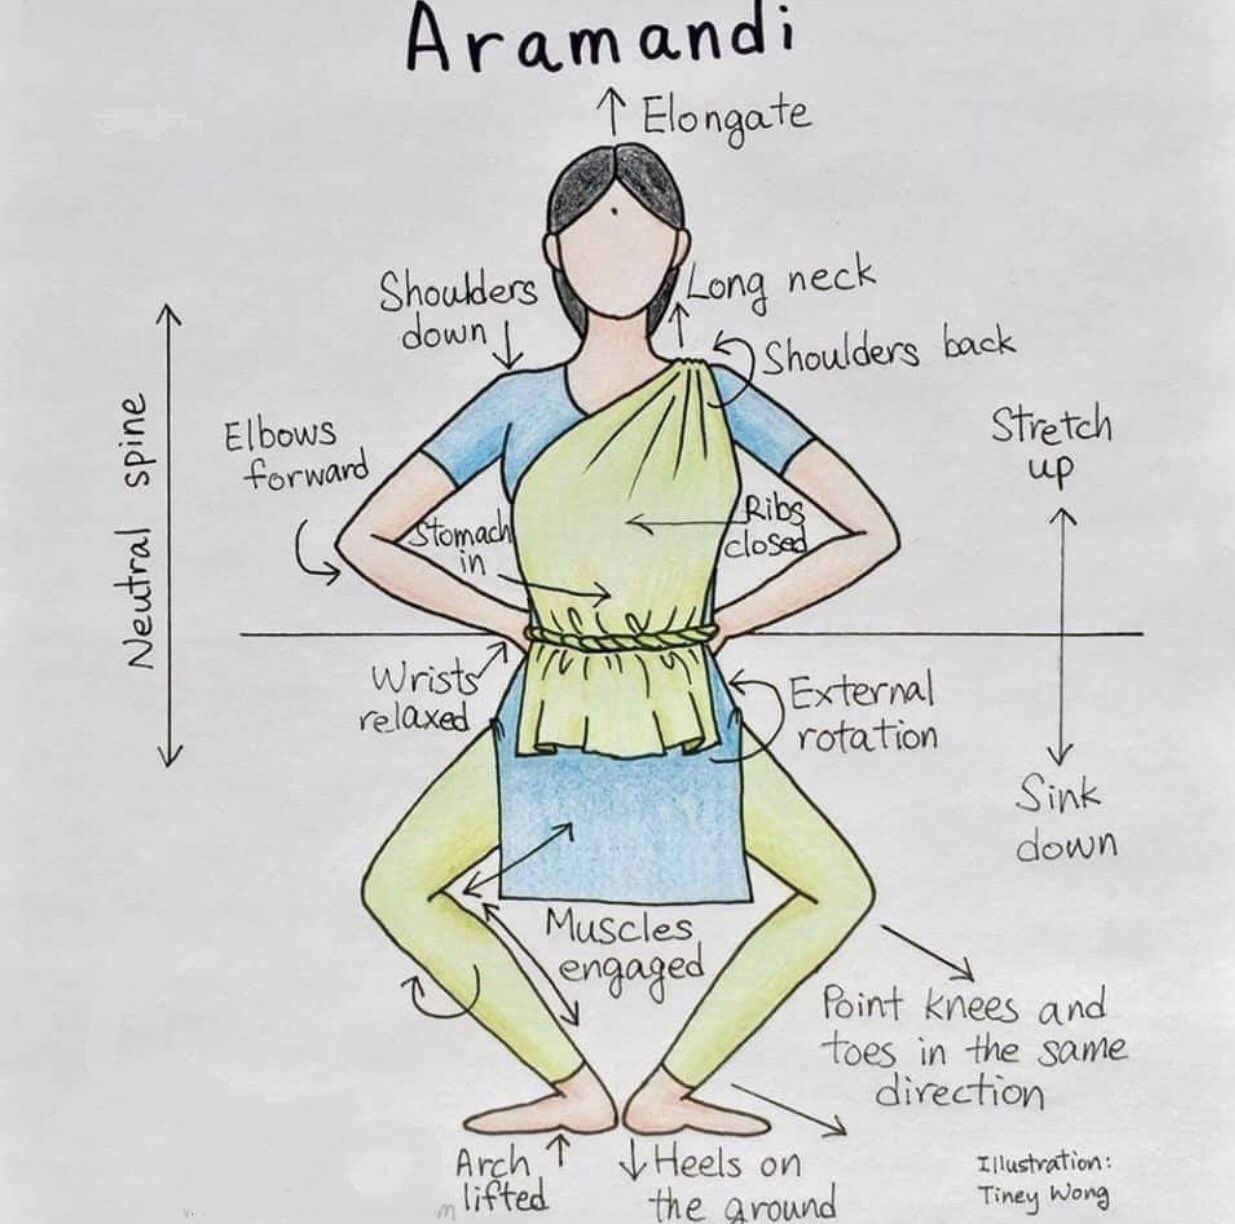 Aramandi
Elongate
Shoulders
down
Long neck
Shoulders back
Elbows
forward
Neutral spine
Stretch
up
Stomach
in
Ribs
closed
Wrists
relaxed
External
rotation
Sink
down
Muscles
engaged
Point knees and
toes in the same
direction
Arch
lifted
Heels on
the ground
Illustration:
Tiney Wong